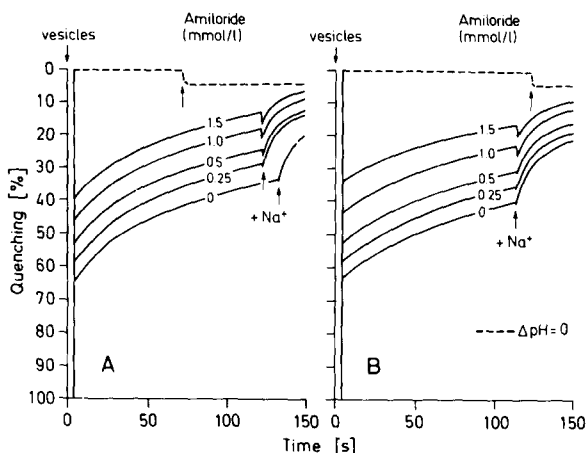 vesicles
Amiloride
(mmol/l)
vesicles
Amiloride
(mmol/l)
0
10
20
30
40
50
60
70
80
90
100
Quenching [%]
1.5
1.0
0.5
0.25
0
+ Na⁺
A
1.5
1.0
0.5
0.25
0
+ Na⁺
ΔpH = 0
B
0
50
100
150
0
50
100
150
Time [s]